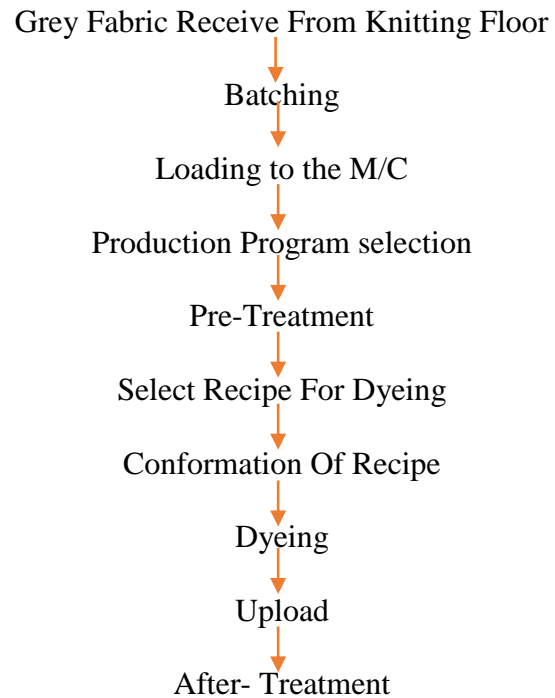 Grey Fabric Receive From Knitting Floor
Batching
Loading to the M/C
Production Program selection
Pre-Treatment
Select Recipe For Dyeing
Conformation Of Recipe
Dyeing
Upload
After- Treatment